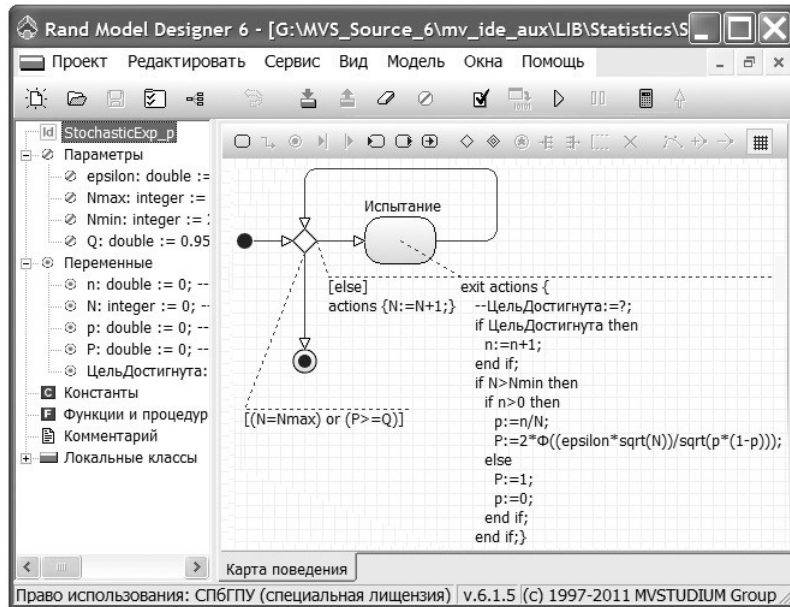 Rand Model Designer 6 - [G:\MVS_Source_6\mv_ide_aux\LIB\Statistics\S
Проект Редактировать Сервис Вид Модель Окна Помощь
StochasticExp_p
Параметры
epsilon: double :=
Nmax: integer :=
Nmin: integer :=
Q: double := 0.95
Переменные
n: double := 0; --
N: integer := 0; --
p: double := 0; --
P: double := 0; --
ЦельДостигнута:
Константы
Функции и процедур
Комментарий
Локальные классы
Испытание
[else]
actions {N:=N+1;}
[(N=Nmax) or (P>=Q)]
exit actions {
--ЦельДостигнута:=?;
if ЦельДостигнута then
n:=n+1;
end if;
if N>Nmin then
if n>0 then
p:=n/N;
P:=2*Ф((epsilon*sqrt(N))/sqrt(p*(1-p)));
else
P:=1;
p:=0;
end if;
end if;}
Карта поведения
Право использования: СПбГПУ (специальная лицензия) v.6.1.5 (c) 1997-2011 MVSTUDIUM Group